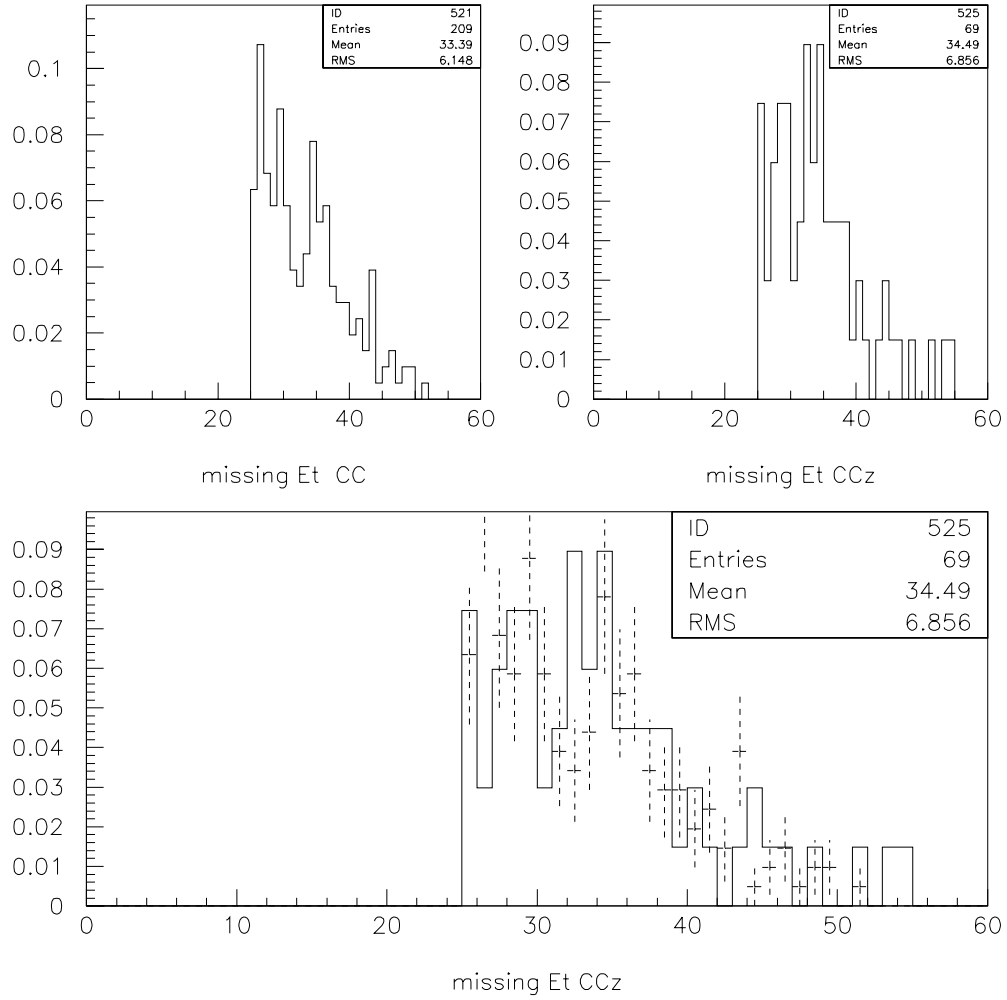 ID 521
Entries 209
Mean 33.39
RMS 6.148
0.1
0.08
0.06
0.04
0.02
0
0 20 40 60
missing Et CC
ID 525
Entries 69
Mean 34.49
RMS 6.856
0.09
0.08
0.07
0.06
0.05
0.04
0.03
0.02
0.01
0
0 20 40 60
missing Et CCz
ID 525
Entries 69
Mean 34.49
RMS 6.856
0.09
0.08
0.07
0.06
0.05
0.04
0.03
0.02
0.01
0
0 10 20 30 40 50 60
missing Et CCz